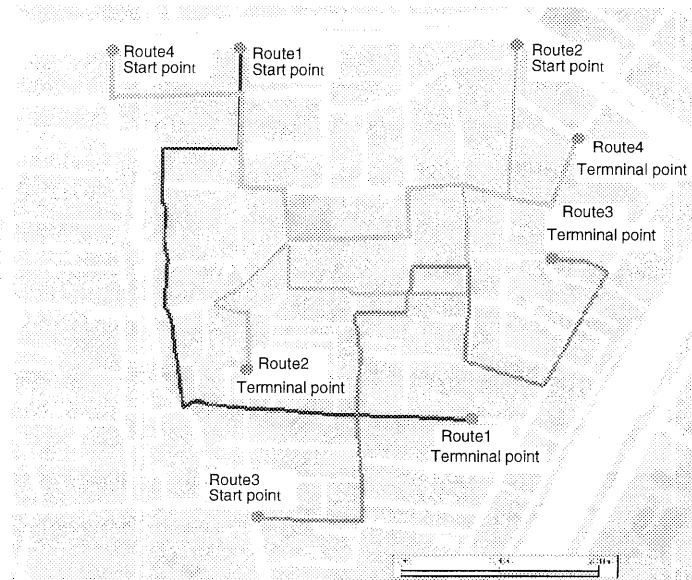 Route4
Start point
Route1
Start point
Route2
Start point
Route4
Termninal point
Route3
Termninal point
Route2
Termninal point
Route1
Termninal point
Route3
Start point